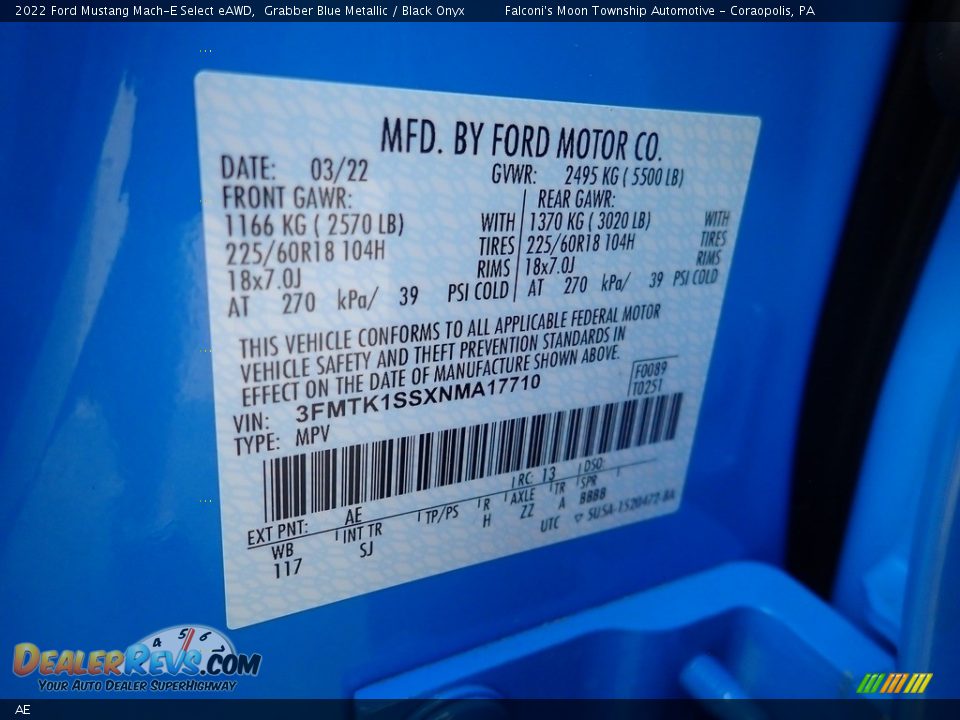 2022 Ford Mustang Mach-E Select eAWD,   Grabber Blue Metallic / Black Onyx   Falconi's Moon Township Automotive - Coraopolis, PA
MFD. BY FORD MOTOR CO.
DATE: 03/22 GVWR: 2495 KG ( 5500 LB)
FRONT GAWR: REAR GAWR:
1166 KG ( 2570 LB) WITH 1370 KG ( 3020 LB) WITH
225/60R18 104H TIRES 225/60R18 104H TIRES
18x7.0J RIMS 18x7.0J RIMS
AT 270 kPa/ 39 PSI COLD AT 270 kPa/ 39 PSI COLD
THIS VEHICLE CONFORMS TO ALL APPLICABLE FEDERAL MOTOR
VEHICLE SAFETY AND THEFT PREVENTION STANDARDS IN
EFFECT ON THE DATE OF MANUFACTURE SHOWN ABOVE.
F0089
T0251
VIN: 3FMTK1SSXNMA17710
TYPE: MPV
EXT PNT: AE RC: 13 DSO:
WB INT TR TP/PS R AXLE TR SPR
117 SJ H ZZ A BBBB
UTC ▽ SU5A-1520472-BA
4 5 6
DealerRevs.com
Your Auto Dealer SuperHighway
AE